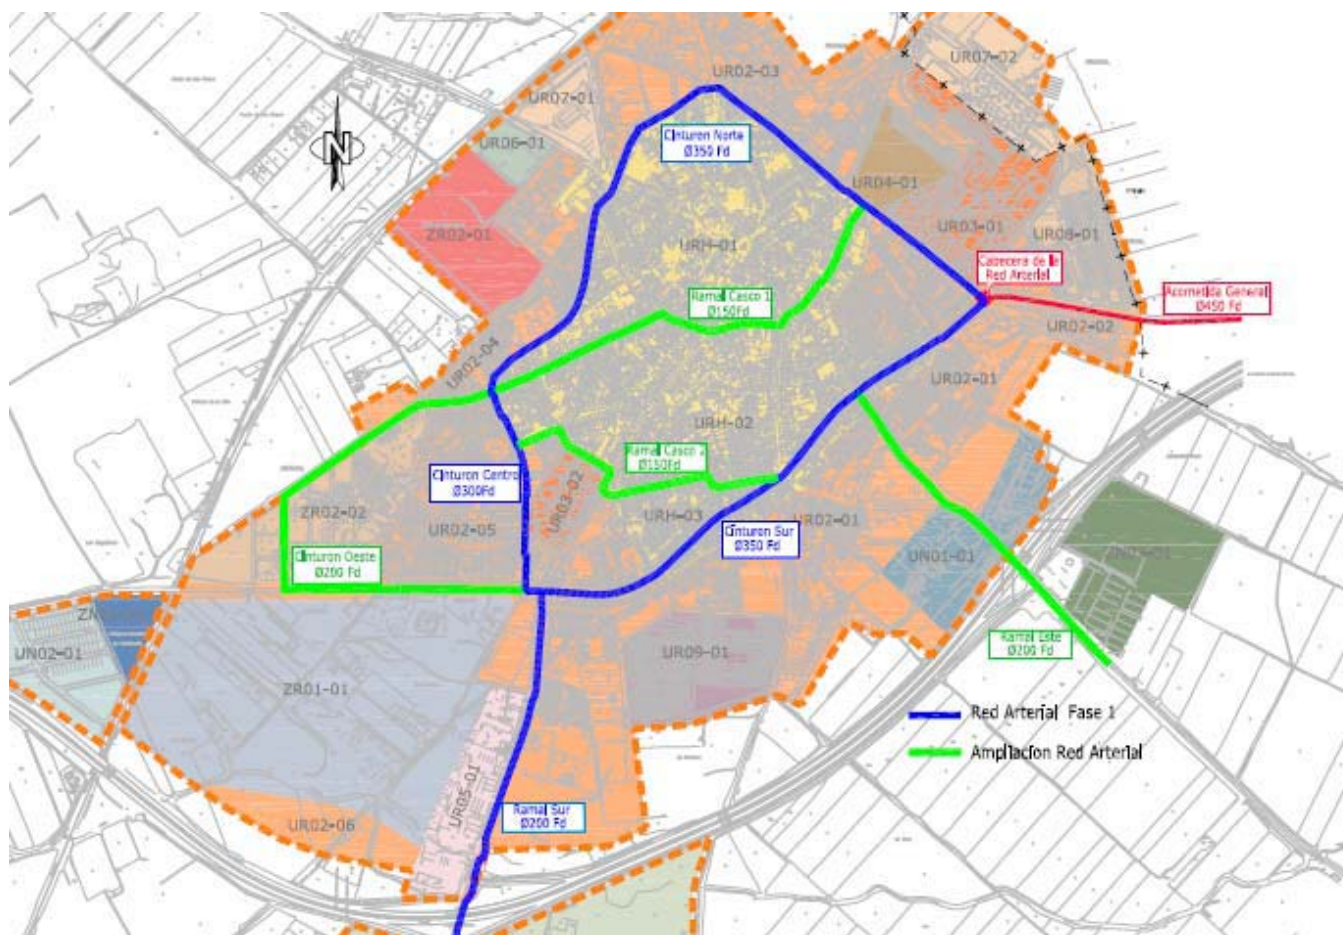 UR07-02
UR02-03
UR07-01
Cinturon Norte
Ø350 Fd
UR06-01
UR04-01
ZR02-01
UR03-01
UR08-01
URH-01
Cabecera de la
Red Arterial
Acometida General
Ø450 Fd
Ramal Casco 1
Ø150Fd
UR02-02
UR02-04
UR02-01
URH-02
Ramal Casco 2
Ø150Fd
Cinturon Centro
Ø300Fd
UR03-02
ZR02-02
UR02-05
URH-03
UR02-01
Cinturon Sur
Ø350 Fd
Cinturon Oeste
Ø200 Fd
UN01-01
UN02-01
Ramal Este
Ø200 Fd
UR09-01
ZR01-01
Red Arterial Fase 1
Ampliacion Red Arterial
UR05-01
Ramal Sur
Ø200 Fd
UR02-06
N